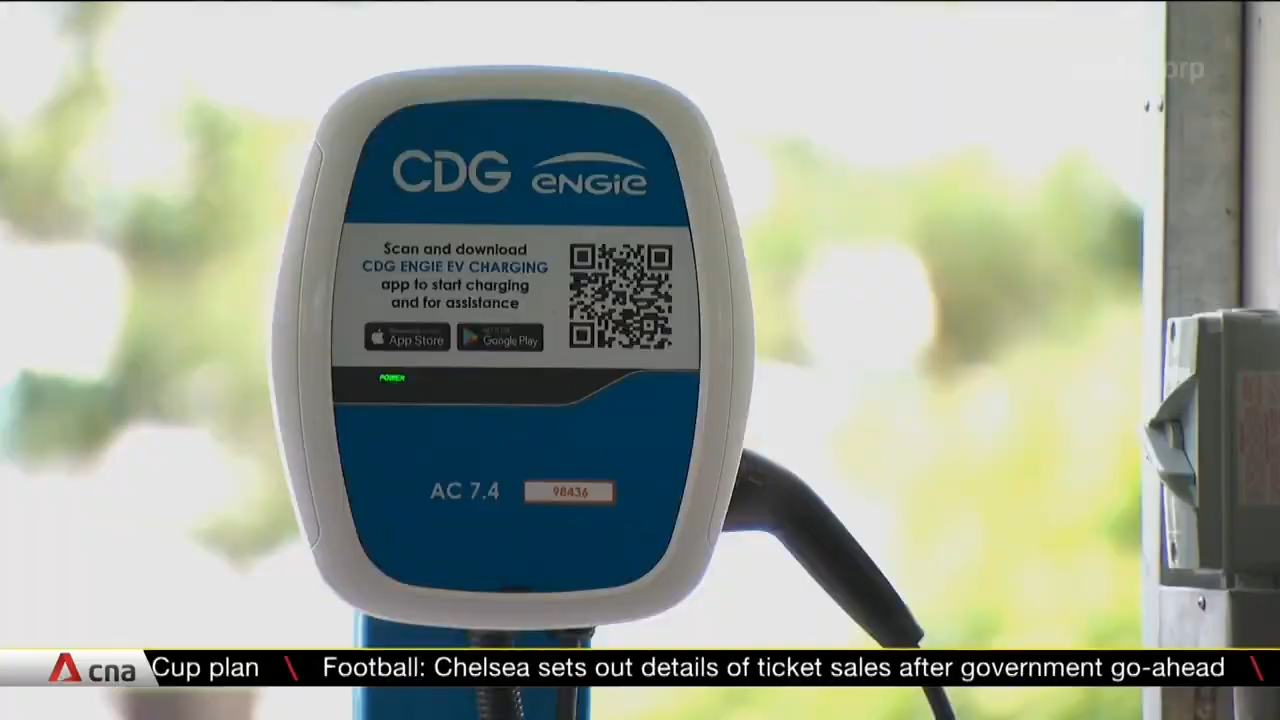 CDG ENGIE
Scan and download
CDG ENGIE EV CHARGING
app to start charging
and for assistance
App Store
Google Play
POWER
AC 7.4
98436
cna
Cup plan \ Football: Chelsea sets out details of ticket sales after government go-ahead \